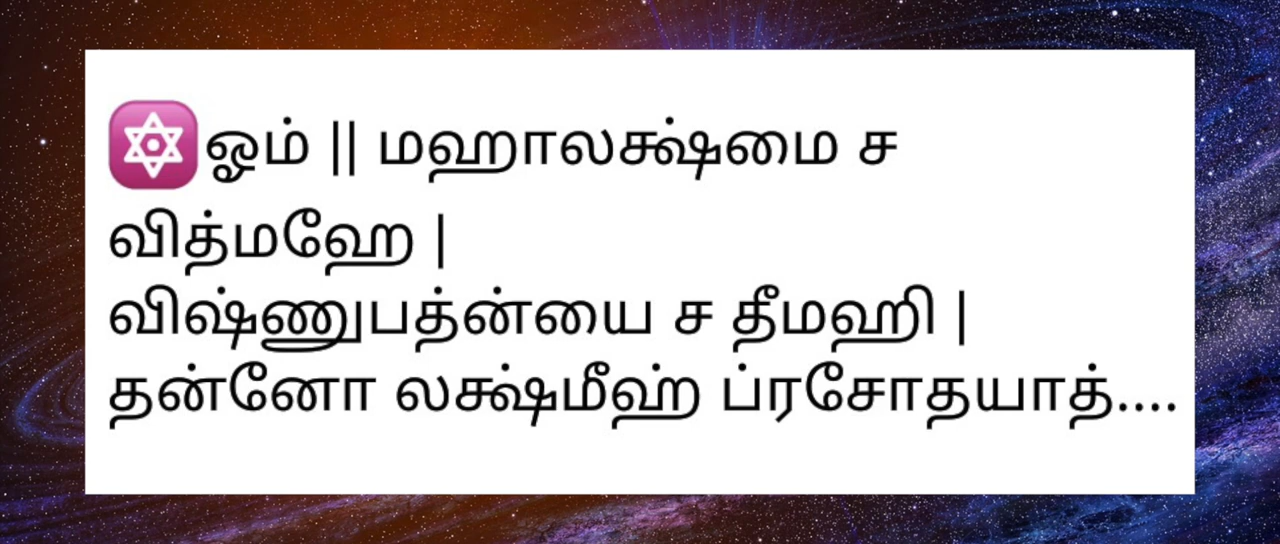 🔯ஓம் || மஹாலக்ஷ்மை ச
வித்மஹே |
விஷ்ணுபத்ன்யை ச தீமஹி |
தன்னோ லக்ஷ்மீஹ் ப்ரசோதயாத்....